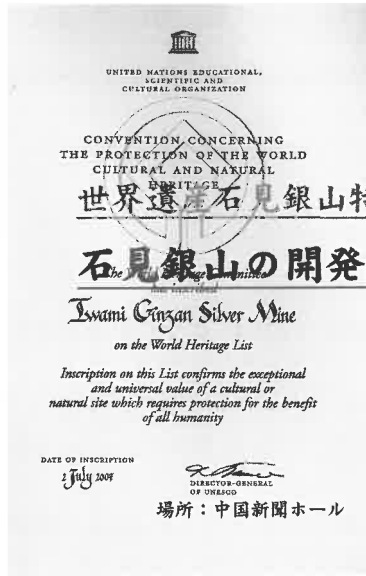 UNITED NATIONS EDUCATIONAL,
SCIENTIFIC AND
CULTURAL ORGANIZATION
CONVENTION CONCERNING
THE PROTECTION OF THE WORLD
CULTURAL AND NATURAL
HERITAGE
世界遺産石見銀山特
石見銀山の開発
Iwami Ginzan Silver Mine
on the World Heritage List
Inscription on this List confirms the exceptional
and universal value of a cultural or
natural site which requires protection for the benefit
of all humanity
DATE OF INSCRIPTION
2 July 2007
DIRECTOR-GENERAL
OF UNESCO
場所：中国新聞ホール